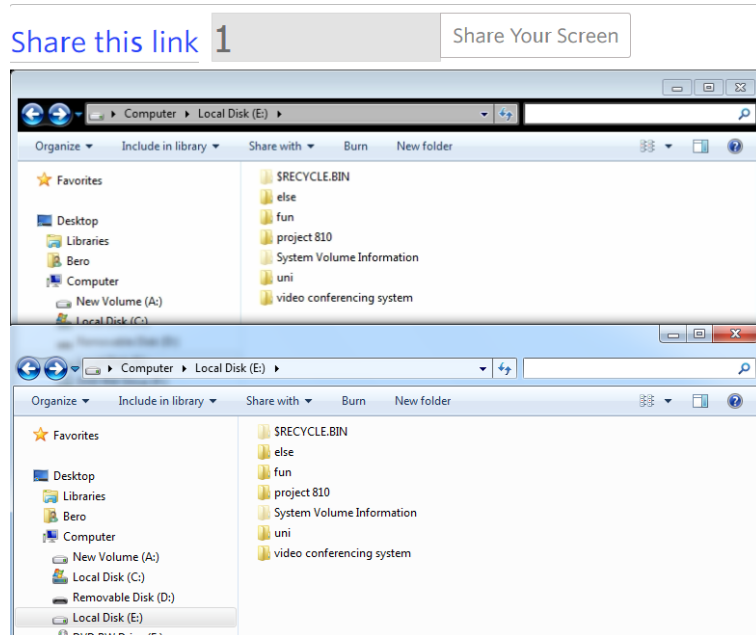 Share this link 1 Share Your Screen
Computer Local Disk (E:)
Organize Include in library Share with Burn New folder
Favorites
Desktop
Libraries
Bero
Computer
New Volume (A:)
Local Disk (C:)
$RECYCLE.BIN
else
fun
project 810
System Volume Information
uni
video conferencing system
Computer Local Disk (E:)
Organize Include in library Share with Burn New folder
Favorites
Desktop
Libraries
Bero
Computer
New Volume (A:)
Local Disk (C:)
Removable Disk (D:)
Local Disk (E:)
$RECYCLE.BIN
else
fun
project 810
System Volume Information
uni
video conferencing system